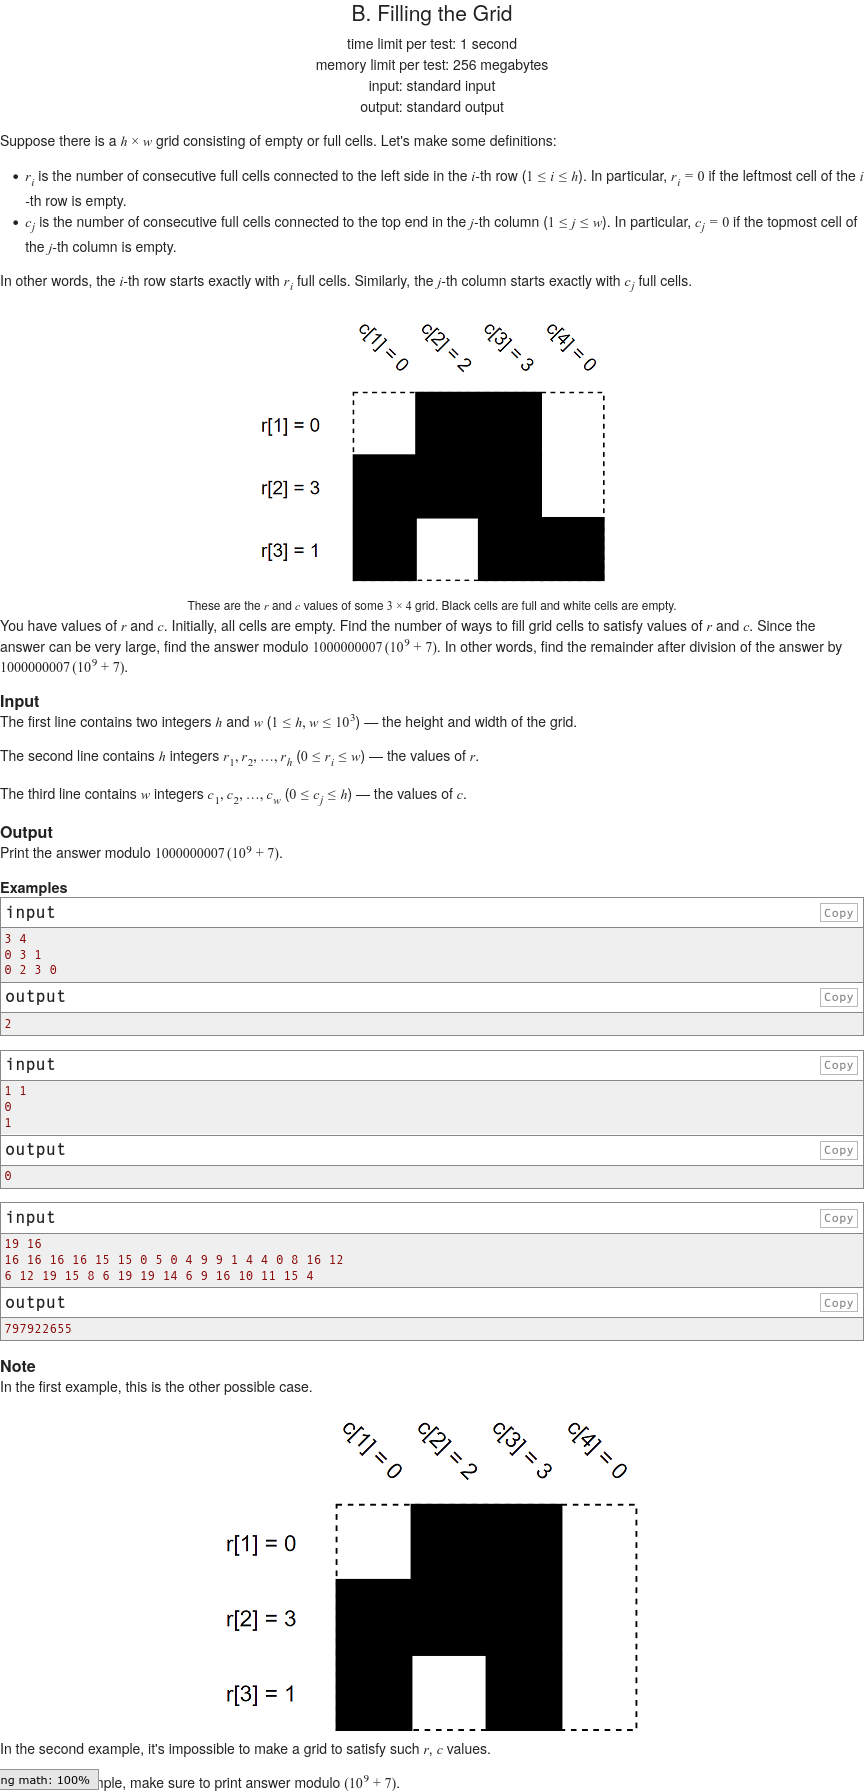 B. Filling the Grid
time limit per test: 1 second
memory limit per test: 256 megabytes
input: standard input
output: standard output
Suppose there is a h × w grid consisting of empty or full cells. Let's make some definitions:
• r_i is the number of consecutive full cells connected to the left side in the i-th row (1 ≤ i ≤ h). In particular, r_i = 0 if the leftmost cell of the i
-th row is empty.
• c_j is the number of consecutive full cells connected to the top end in the j-th column (1 ≤ j ≤ w). In particular, c_j = 0 if the topmost cell of
the j-th column is empty.
In other words, the i-th row starts exactly with r_i full cells. Similarly, the j-th column starts exactly with c_j full cells.
c[1] = 0 c[2] = 2 c[3] = 3 c[4] = 0
r[1] = 0
r[2] = 3
r[3] = 1
These are the r and c values of some 3 × 4 grid. Black cells are full and white cells are empty.
You have values of r and c. Initially, all cells are empty. Find the number of ways to fill grid cells to satisfy values of r and c. Since the
answer can be very large, find the answer modulo 1000000007 (10^9 + 7). In other words, find the remainder after division of the answer by
1000000007 (10^9 + 7).
Input
The first line contains two integers h and w (1 ≤ h, w ≤ 10^3) — the height and width of the grid.
The second line contains h integers r_1, r_2, …, r_h (0 ≤ r_i ≤ w) — the values of r.
The third line contains w integers c_1, c_2, …, c_w (0 ≤ c_j ≤ h) — the values of c.
Output
Print the answer modulo 1000000007 (10^9 + 7).
Examples
input Copy
3 4
0 3 1
0 2 3 0
output Copy
2
input Copy
1 1
0
1
output Copy
0
input Copy
19 16
16 16 16 16 15 15 0 5 0 4 9 9 1 4 4 0 8 16 12
6 12 19 15 8 6 19 19 14 6 9 16 10 11 15 4
output Copy
797922655
Note
In the first example, this is the other possible case.
c[1] = 0 c[2] = 2 c[3] = 3 c[4] = 0
r[1] = 0
r[2] = 3
r[3] = 1
In the second example, it's impossible to make a grid to satisfy such r, c values.
ng math: 100% mple, make sure to print answer modulo (10^9 + 7).